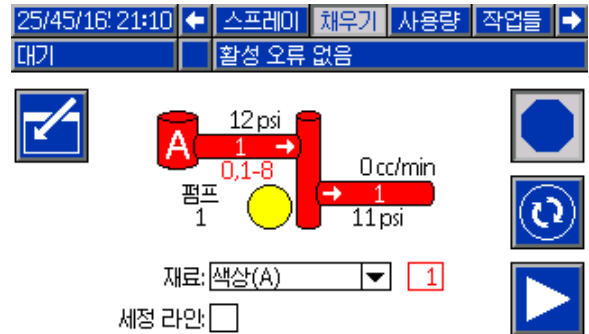 25/45/16! 21:10 스프레이 채우기 사용량 작업들
대기 활성 오류 없음
12 psi
A 1
0,1-8 0 cc/min
펌프 1
1 11 psi
재료: 색상(A) 1
세정 라인: